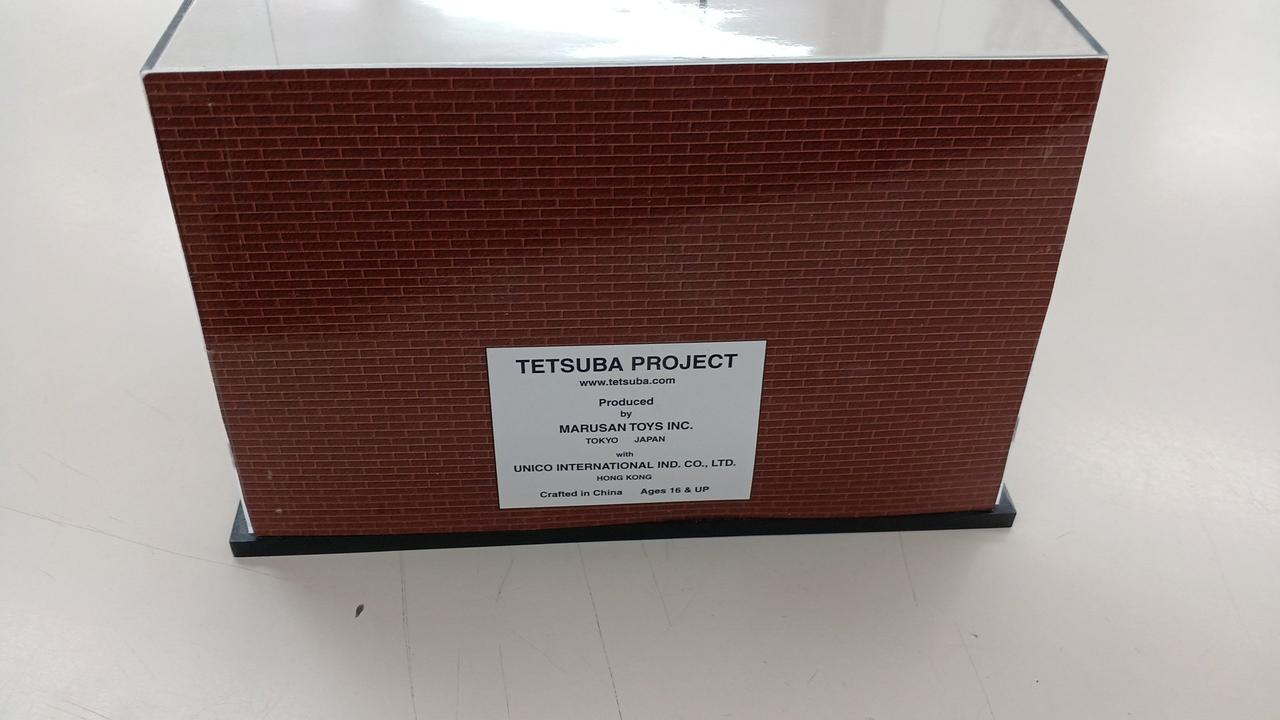 TETSUBA PROJECT
www.tetsuba.com
Produced
by
MARUSAN TOYS INC.
TOKYO JAPAN
with
UNICO INTERNATIONAL IND. CO., LTD.
HONG KONG
Crafted in China Ages 16 & UP